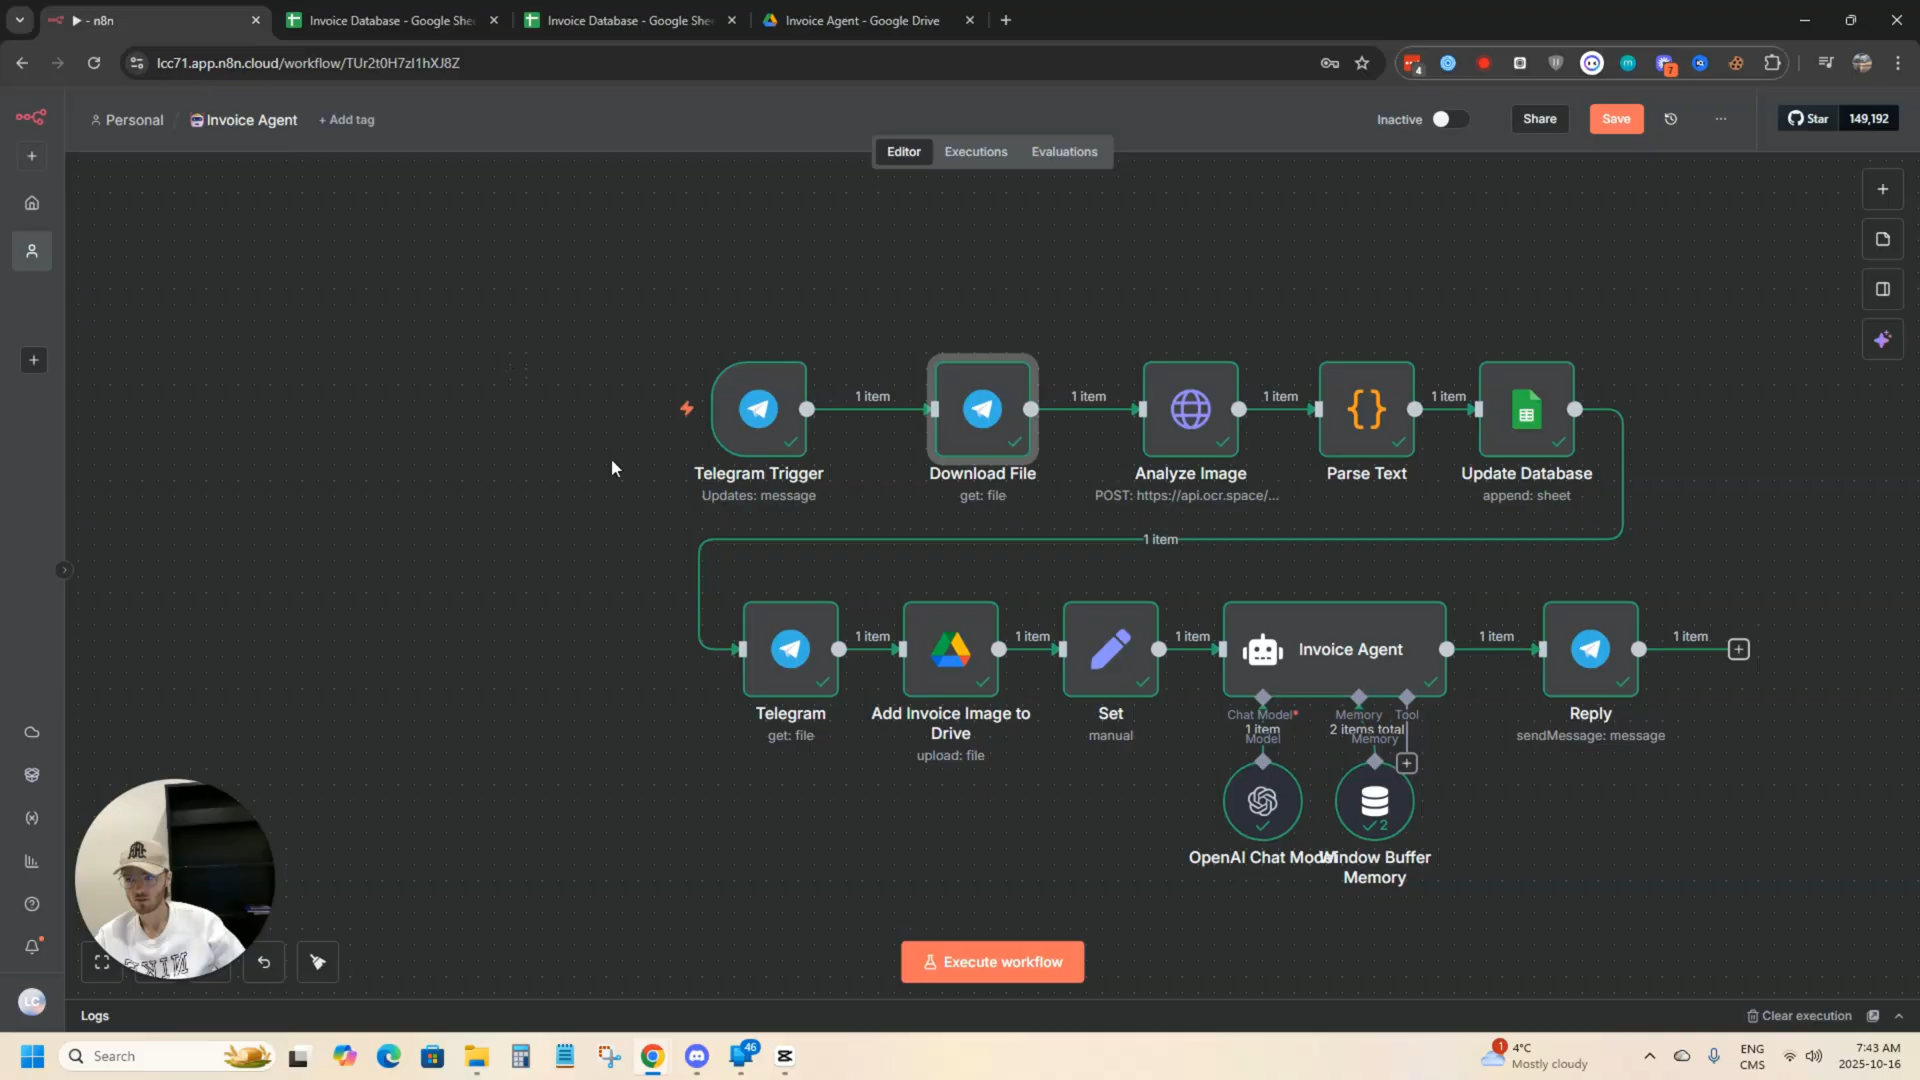 ▶ - n8n
Invoice Database - Google She
Invoice Database - Google She
Invoice Agent - Google Drive
lcc71.app.n8n.cloud/workflow/TUr2t0H7zI1hXJ8Z
4
7
Personal / Invoice Agent + Add tag
Inactive
Share
Save
...
Star 149,192
Editor
Executions
Evaluations
1 item
1 item
1 item
1 item
Telegram Trigger
Updates: message
Download File
get: file
Analyze Image
POST: https://api.ocr.space/...
Parse Text
Update Database
append: sheet
1 item
1 item
1 item
1 item
Invoice Agent
1 item
1 item
Telegram
get: file
Add Invoice Image to
Drive
upload: file
Set
manual
Chat Model*
1 item
Model
Memory
2 items total
Memory
Tool
Reply
sendMessage: message
2
OpenAI Chat Model
Window Buffer
Memory
Execute workflow
LC
Logs
Clear execution
Search
46
1
4°C
Mostly cloudy
ENG
CMS
7:43 AM
2025-10-16